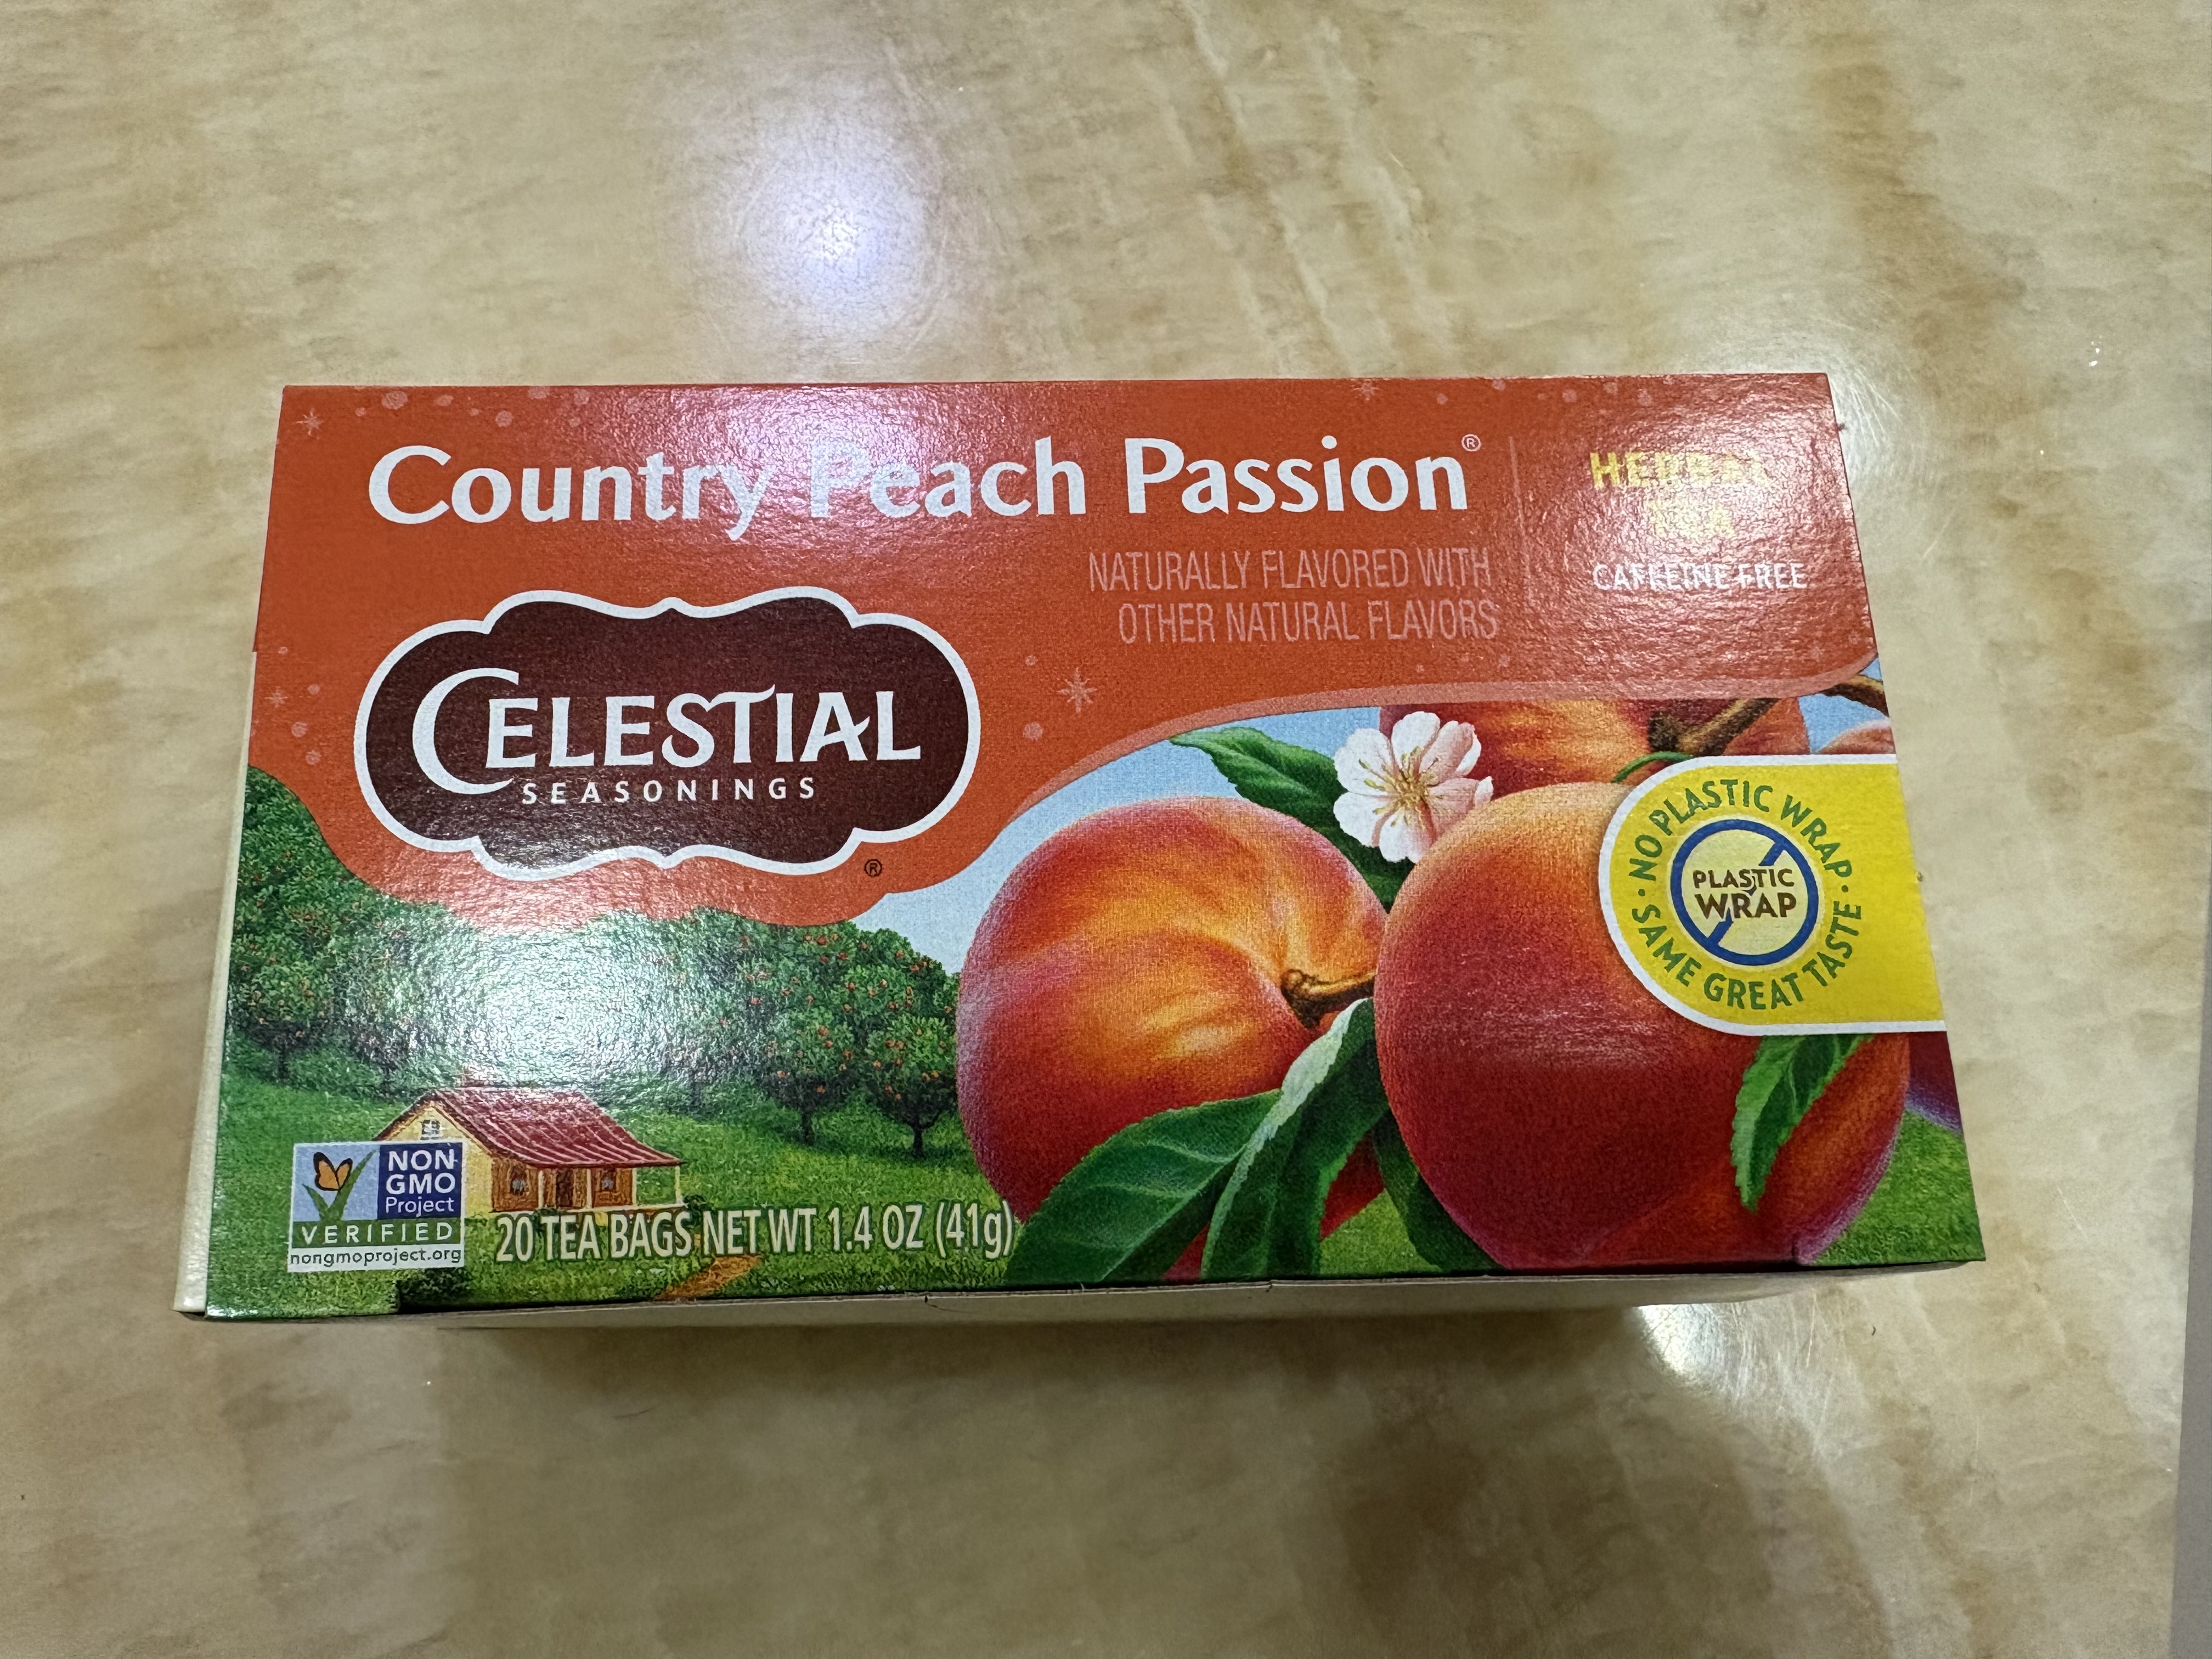 Country Peach Passion®
HERBAL
TEA
CAFFEINE FREE
NATURALLY FLAVORED WITH
OTHER NATURAL FLAVORS
CELESTIAL
SEASONINGS
®
NO PLASTIC WRAP
PLASTIC
WRAP
SAME GREAT TASTE
NON
GMO
Project
VERIFIED
nongmoproject.org
20 TEA BAGS NET WT 1.4 OZ (41g)